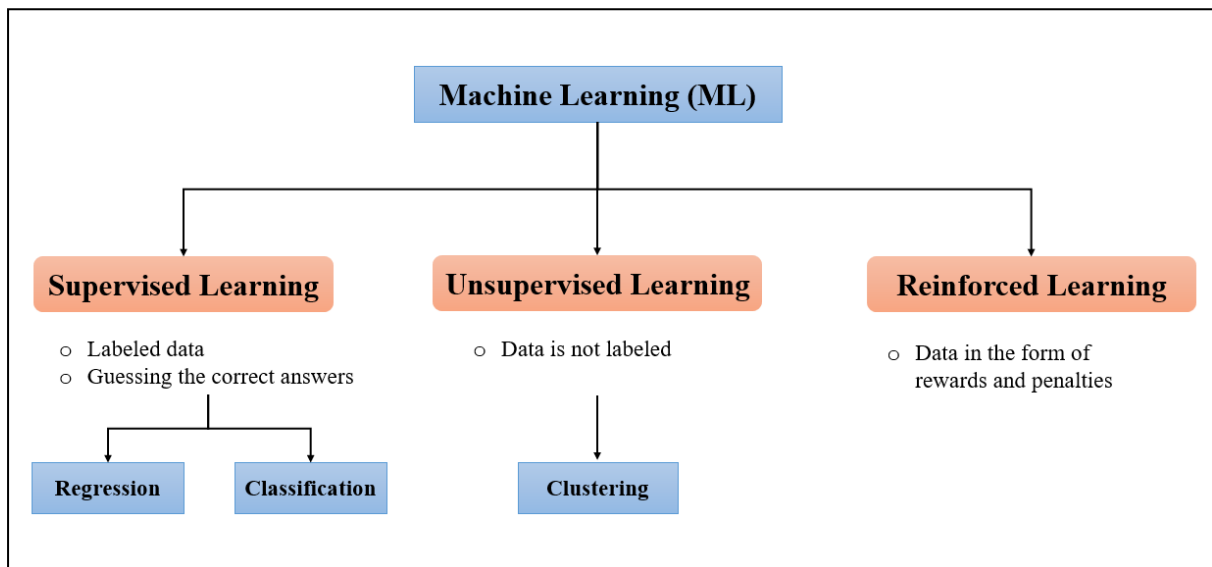 Machine Learning (ML)
Supervised Learning
Unsupervised Learning
Reinforced Learning
o Labeled data
o Guessing the correct answers
o Data is not labeled
o Data in the form of
rewards and penalties
Regression
Classification
Clustering